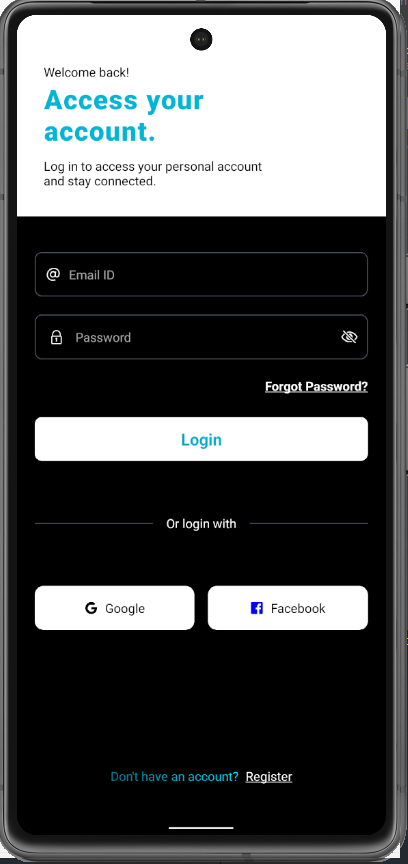 Welcome back!
Access your
account.
Log in to access your personal account
and stay connected.
@ Email ID
Password
Forgot Password?
Login
Or login with
G Google
f Facebook
Don't have an account? Register